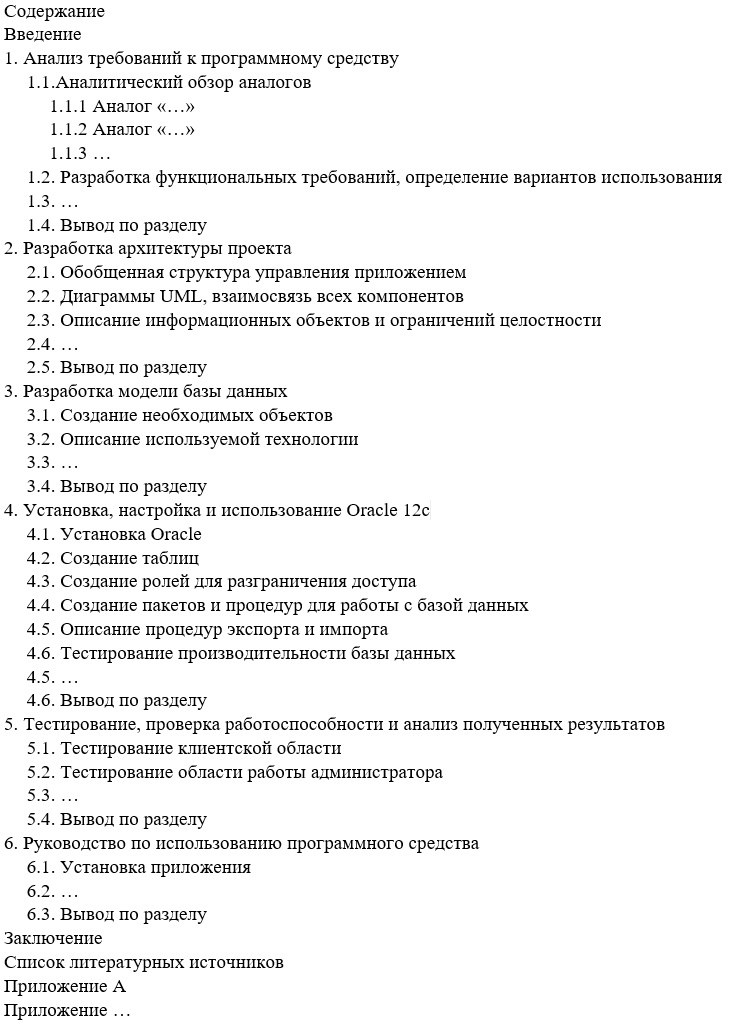 Содержание
Введение
1. Анализ требований к программному средству
1.1.Аналитический обзор аналогов
1.1.1 Аналог «…»
1.1.2 Аналог «…»
1.1.3 …
1.2. Разработка функциональных требований, определение вариантов использования
1.3. …
1.4. Вывод по разделу
2. Разработка архитектуры проекта
2.1. Обобщенная структура управления приложением
2.2. Диаграммы UML, взаимосвязь всех компонентов
2.3. Описание информационных объектов и ограничений целостности
2.4. …
2.5. Вывод по разделу
3. Разработка модели базы данных
3.1. Создание необходимых объектов
3.2. Описание используемой технологии
3.3. …
3.4. Вывод по разделу
4. Установка, настройка и использование Oracle 12c
4.1. Установка Oracle
4.2. Создание таблиц
4.3. Создание ролей для разграничения доступа
4.4. Создание пакетов и процедур для работы с базой данных
4.5. Описание процедур экспорта и импорта
4.6. Тестирование производительности базы данных
4.5. …
4.6. Вывод по разделу
5. Тестирование, проверка работоспособности и анализ полученных результатов
5.1. Тестирование клиентской области
5.2. Тестирование области работы администратора
5.3. …
5.4. Вывод по разделу
6. Руководство по использованию программного средства
6.1. Установка приложения
6.2. …
6.3. Вывод по разделу
Заключение
Список литературных источников
Приложение А
Приложение …